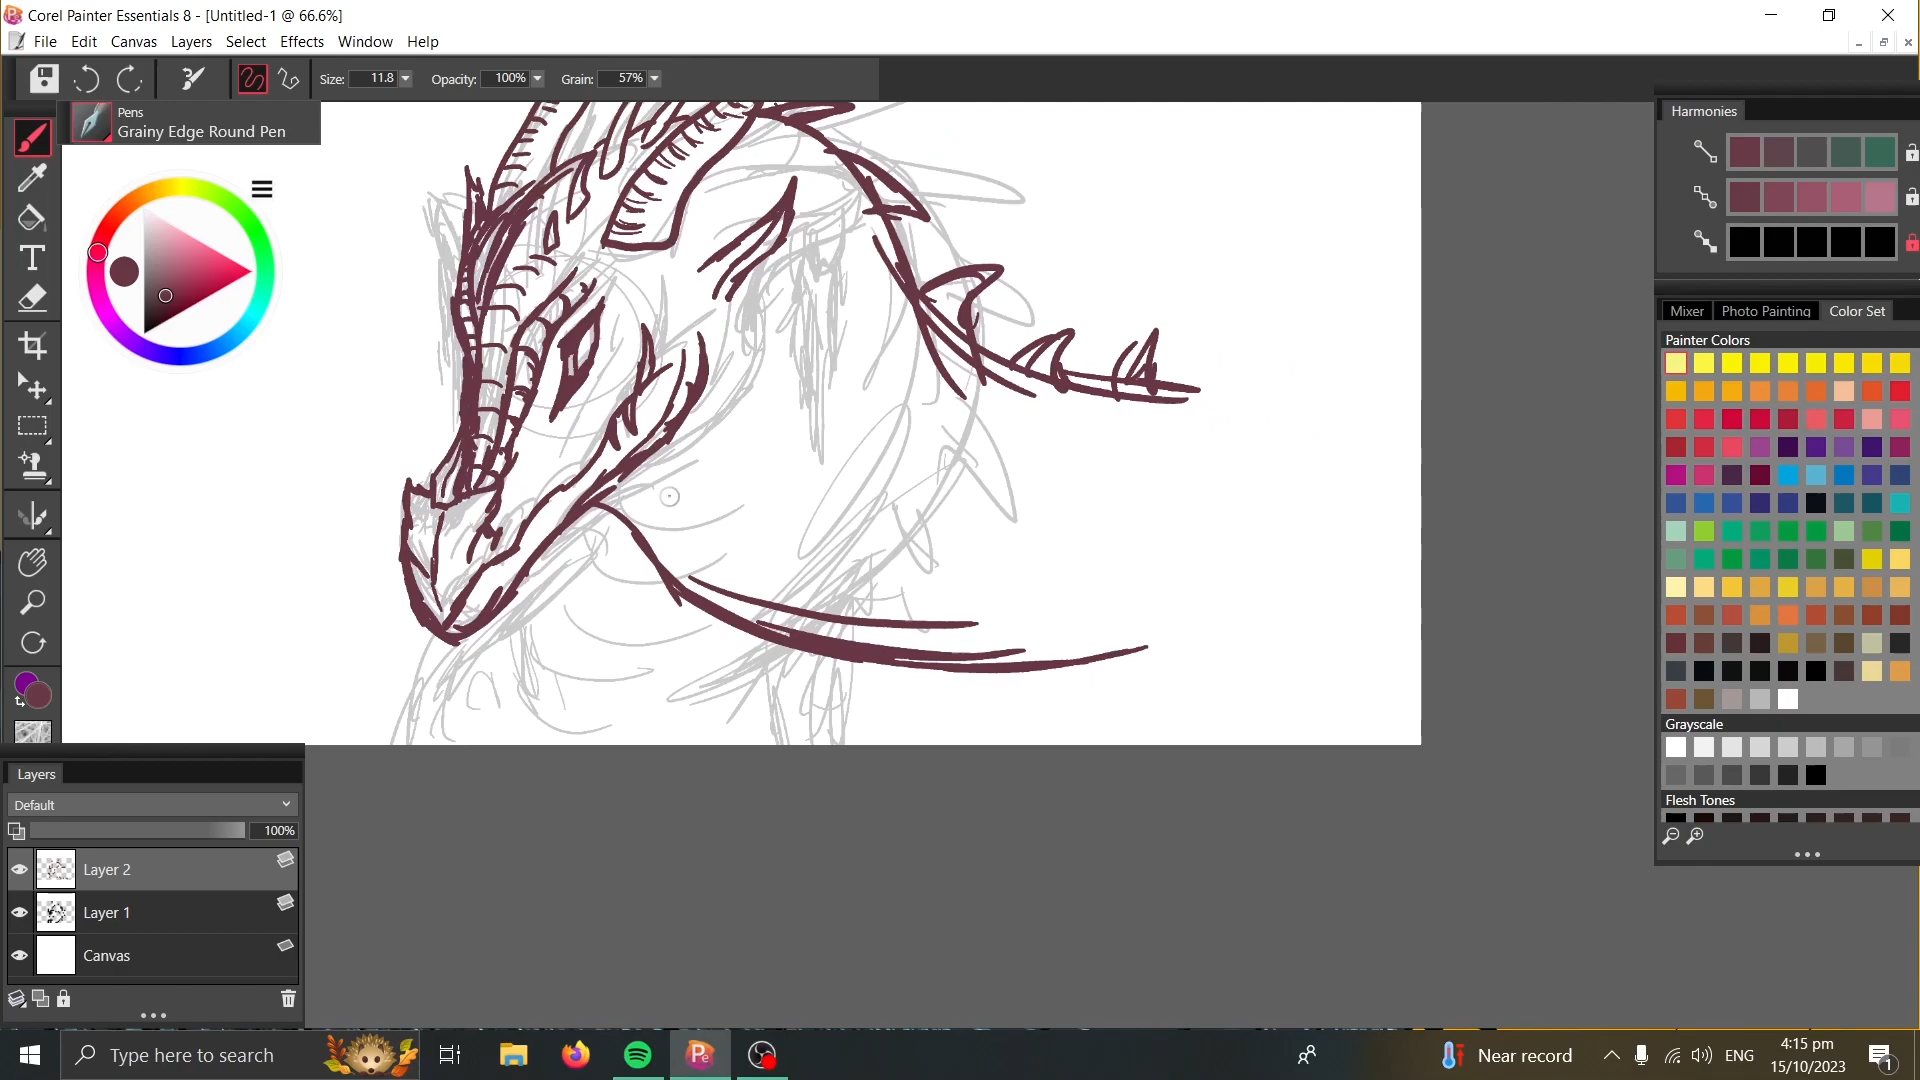 Corel Painter Essentials 8 - [Untitled-1 @ 66.6%]
File Edit Canvas Layers Select Effects Window Help
Size: 11.8 Opacity: 100% Grain: 57%
Pens
Grainy Edge Round Pen
Harmonies
Mixer Photo Painting Color Set
Painter Colors
Grayscale
Flesh Tones
Layers
Default
100%
Layer 2
Layer 1
Canvas
Type here to search
Near record
ENG
4:15 pm
15/10/2023
1